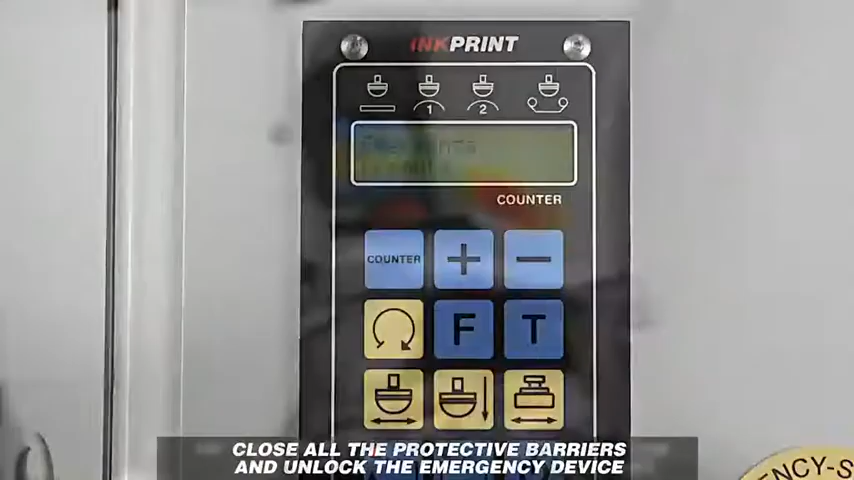 INKPRINT
1
2
COUNTER
COUNTER + −
F T
CLOSE ALL THE PROTECTIVE BARRIERS
AND UNLOCK THE EMERGENCY DEVICE